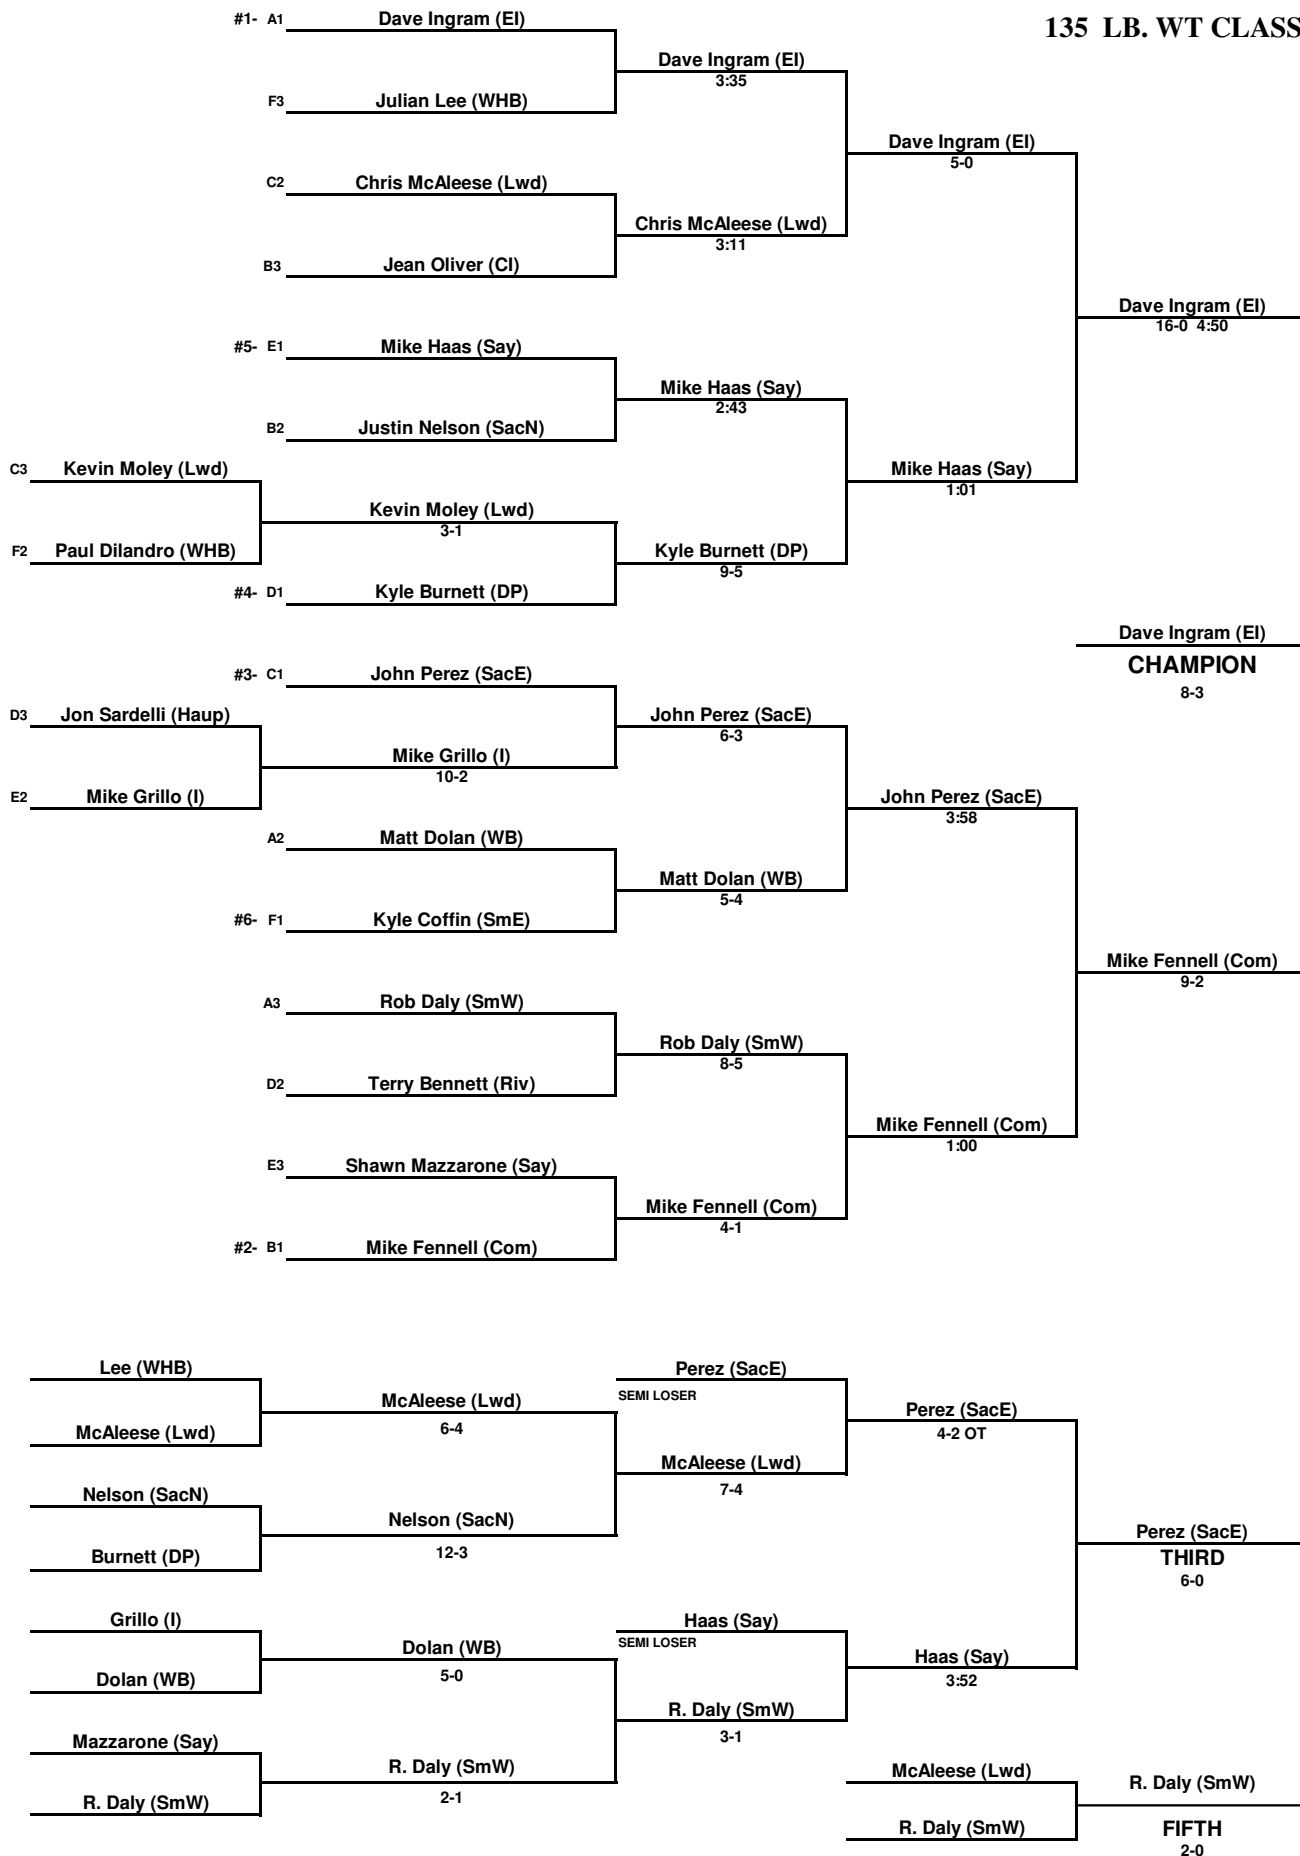 #1- A1 Dave Ingram (EI)
135 LB. WT CLASS
Dave Ingram (EI)
3:35
F3 Julian Lee (WHB)
Dave Ingram (EI)
5-0
C2 Chris McAleese (Lwd)
Chris McAleese (Lwd)
3:11
B3 Jean Oliver (CI)
Dave Ingram (EI)
16-0 4:50
#5- E1 Mike Haas (Say)
Mike Haas (Say)
2:43
B2 Justin Nelson (SacN)
C3 Kevin Moley (Lwd)
Mike Haas (Say)
1:01
Kevin Moley (Lwd)
3-1
F2 Paul Dilandro (WHB)
Kyle Burnett (DP)
9-5
#4- D1 Kyle Burnett (DP)
Dave Ingram (EI)
CHAMPION
8-3
#3- C1 John Perez (SacE)
D3 Jon Sardelli (Haup)
John Perez (SacE)
6-3
Mike Grillo (I)
10-2
E2 Mike Grillo (I)
John Perez (SacE)
3:58
A2 Matt Dolan (WB)
Matt Dolan (WB)
5-4
#6- F1 Kyle Coffin (SmE)
Mike Fennell (Com)
9-2
A3 Rob Daly (SmW)
Rob Daly (SmW)
8-5
D2 Terry Bennett (Riv)
Mike Fennell (Com)
1:00
E3 Shawn Mazzarone (Say)
Mike Fennell (Com)
4-1
#2- B1 Mike Fennell (Com)
Lee (WHB)
Perez (SacE)
SEMI LOSER
McAleese (Lwd)
6-4
Perez (SacE)
4-2 OT
McAleese (Lwd)
McAleese (Lwd)
7-4
Nelson (SacN)
Nelson (SacN)
12-3
Perez (SacE)
THIRD
6-0
Burnett (DP)
Grillo (I)
Haas (Say)
SEMI LOSER
Dolan (WB)
5-0
Haas (Say)
3:52
Dolan (WB)
R. Daly (SmW)
3-1
Mazzarone (Say)
R. Daly (SmW)
2-1
McAleese (Lwd)
R. Daly (SmW)
R. Daly (SmW)
R. Daly (SmW)
FIFTH
2-0